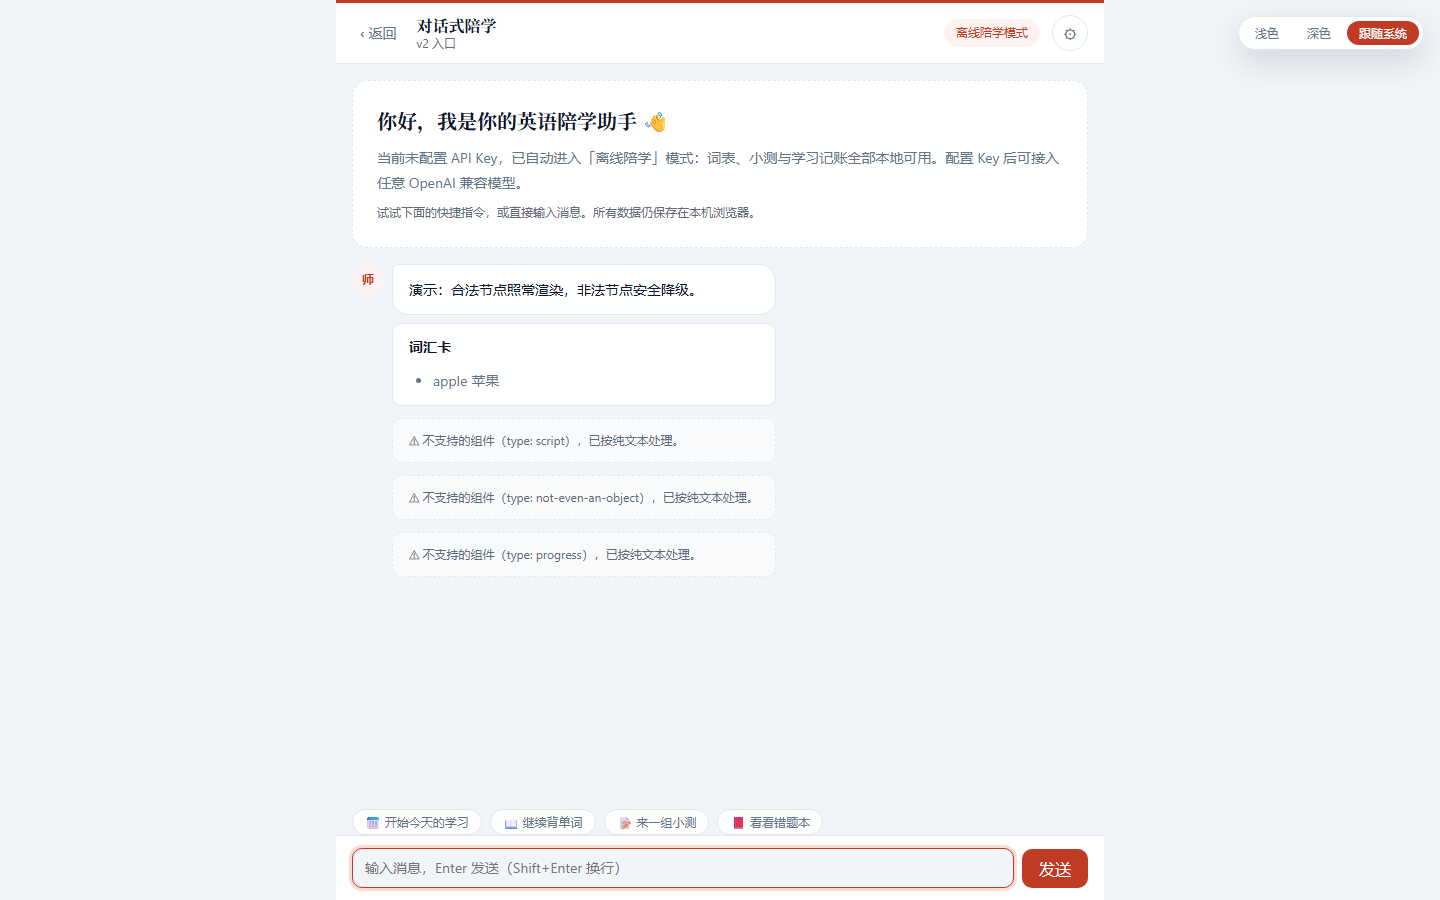 ‹ 返回
对话式陪学
v2 入口
离线陪学模式
浅色
深色
跟随系统
你好，我是你的英语陪学助手 👋
当前未配置 API Key，已自动进入「离线陪学」模式：词表、小测与学习记账全部本地可用。配置 Key 后可接入
任意 OpenAI 兼容模型。
试试下面的快捷指令，或直接输入消息。所有数据仍保存在本机浏览器。
师
演示：合法节点照常渲染，非法节点安全降级。
词汇卡
• apple 苹果
⚠ 不支持的组件（type: script），已按纯文本处理。
⚠ 不支持的组件（type: not-even-an-object），已按纯文本处理。
⚠ 不支持的组件（type: progress），已按纯文本处理。
开始今天的学习
继续背单词
来一组小测
看看错题本
输入消息，Enter 发送（Shift+Enter 换行）
发送